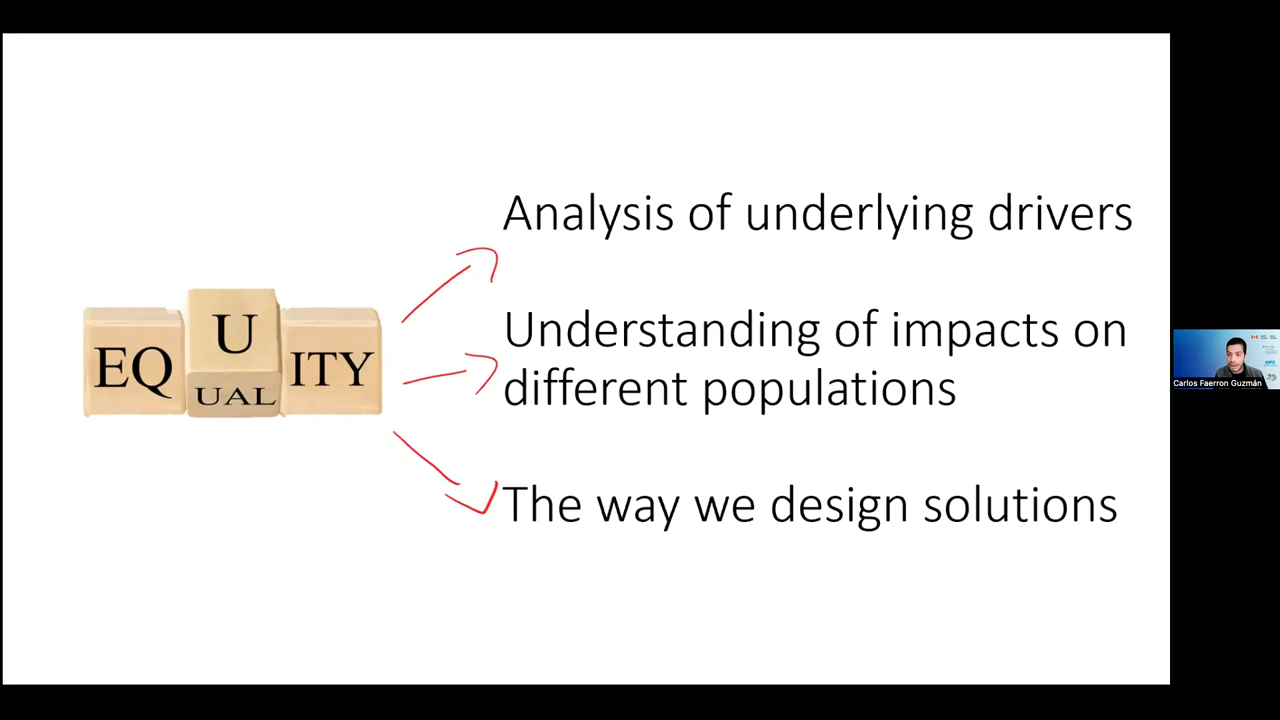 Analysis of underlying drivers
EQ U ITY
UAL
Understanding of impacts on
different populations
The way we design solutions
Carlos Faerron Guzmán